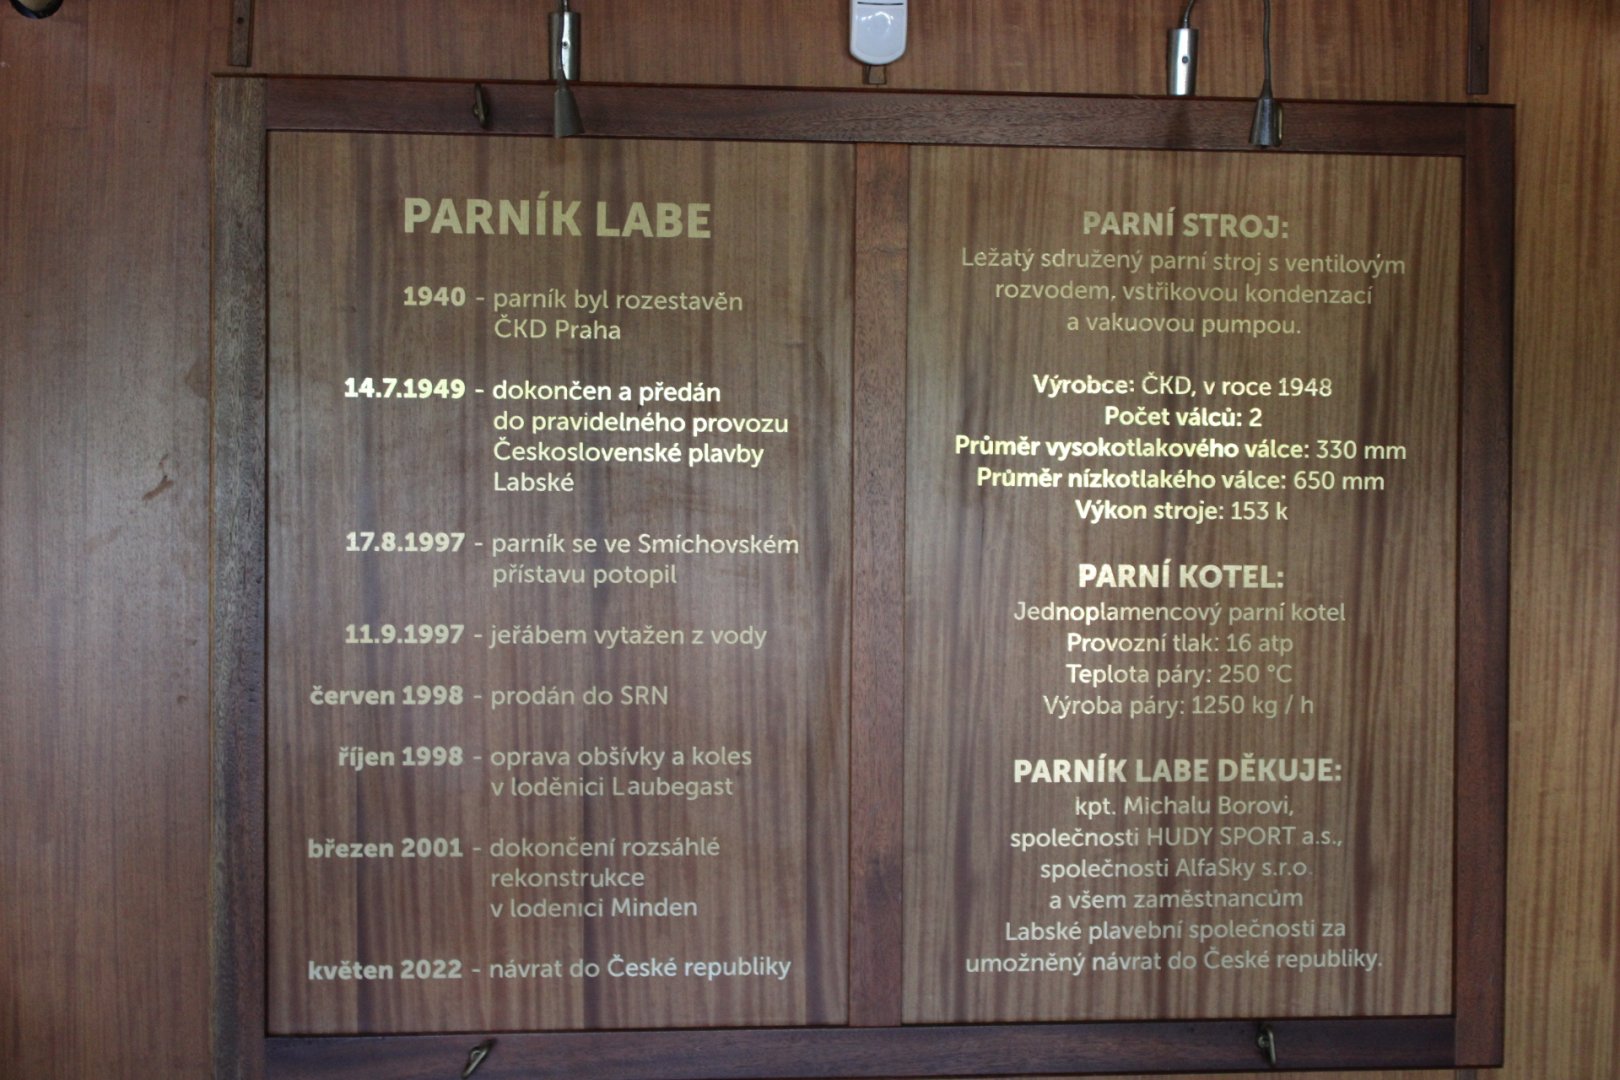 PARNÍK LABE
1940 - parník byl rozestavěn
ČKD Praha
14.7.1949 - dokončen a předán
do pravidelného provozu
Československé plavby
Labské
17.8.1997 - parník se ve Smíchovském
přístavu potopil
11.9.1997 - jeřábem vytažen z vody
červen 1998 - prodán do SRN
říjen 1998 - oprava obšívky a koles
v loděnici Laubegast
březen 2001 - dokončení rozsáhlé
rekonstrukce
v lodenici Minden
květen 2022 - návrat do České republiky
PARNÍ STROJ:
Ležatý sdružený parní stroj s ventilovým
rozvodem, vstřikovou kondenzací
a vakuovou pumpou.
Výrobce: ČKD, v roce 1948
Počet válců: 2
Průměr vysokotlakového válce: 330 mm
Průměr nízkotlakého válce: 650 mm
Výkon stroje: 153 k
PARNÍ KOTEL:
Jednoplamencový parní kotel
Provozní tlak: 16 atp
Teplota páry: 250 °C
Výroba páry: 1250 kg / h
PARNÍK LABE DĚKUJE:
kpt. Michalu Borovi,
společnosti HUDY SPORT a.s.,
společnosti AlfaSky s.r.o
a všem zaměstnancům
Labské plavební společnosti za
umožněný návrat do České republiky.